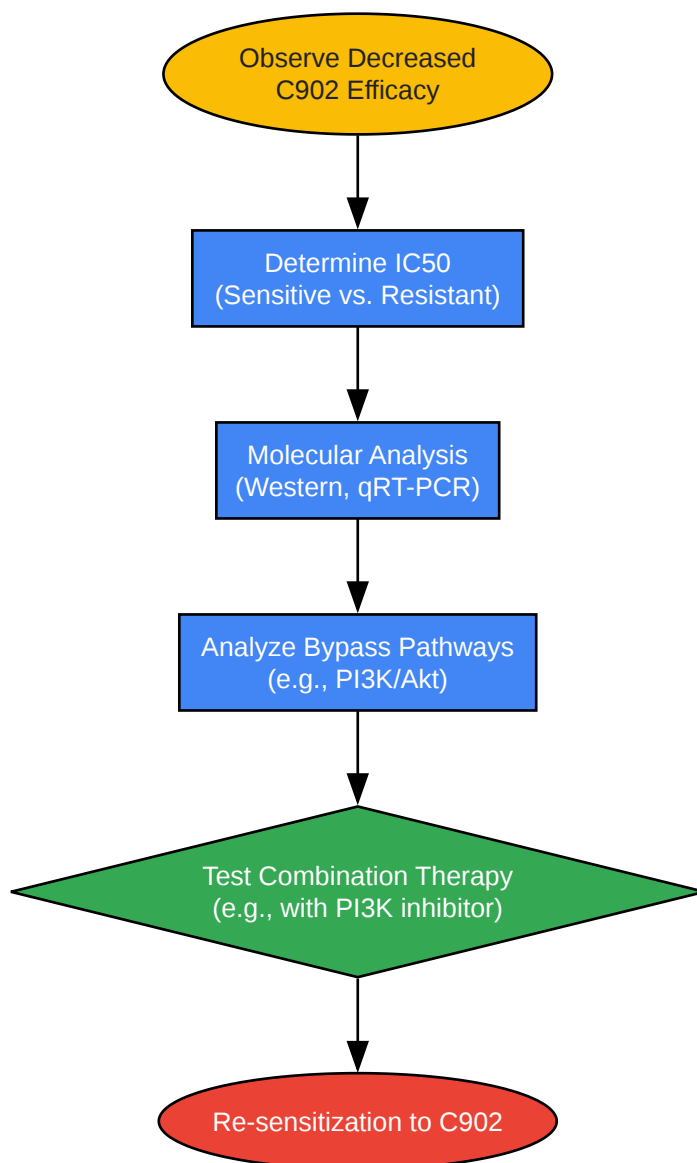 Observe Decreased
C902 Efficacy
Determine IC50
(Sensitive vs. Resistant)
Molecular Analysis
(Western, qRT-PCR)
Analyze Bypass Pathways
(e.g., PI3K/Akt)
Test Combination Therapy
(e.g., with PI3K inhibitor)
Re-sensitization to C902